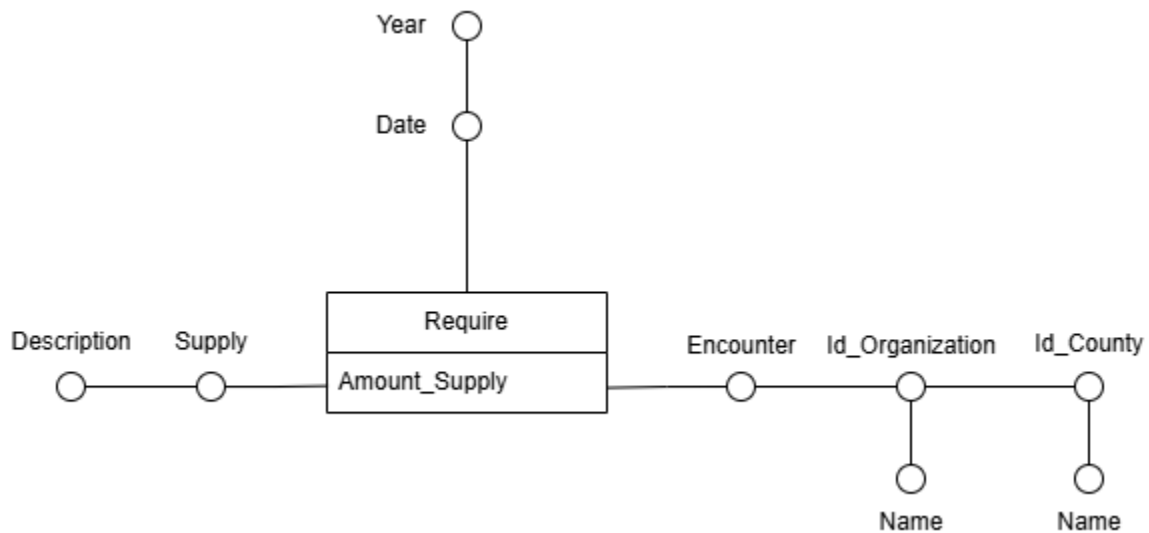 Year
Date
Require
Description
Supply
Encounter
Id_Organization
Id_County
Amount_Supply
Name
Name